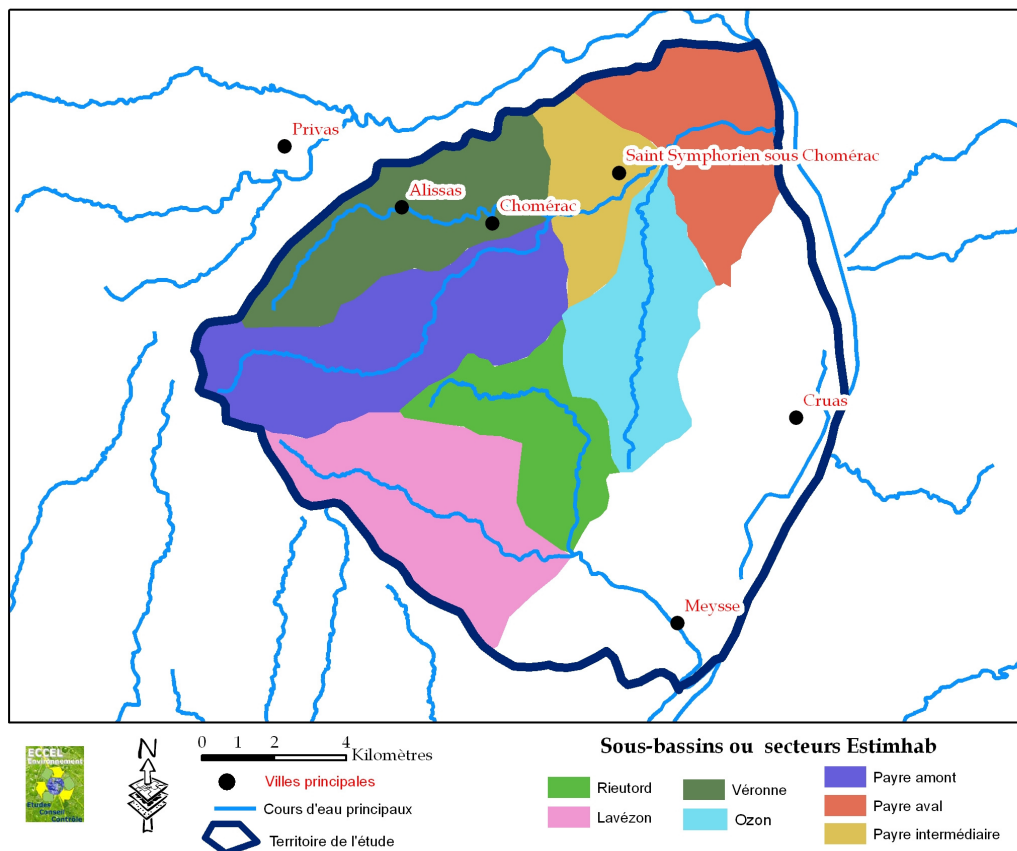 Privas
Saint Symphorien sous Chomérac
Alissas
Chomérac
Cruas
Meysse
ECCEL
Environnement
Etudes
Conseil
Contrôle
N
0 1 2 4
Kilomètres
Villes principales
Cours d'eau principaux
Territoire de l'étude
Sous-bassins ou secteurs Estimhab
Rieutord
Lavézon
Véronne
Ozon
Payre amont
Payre aval
Payre intermédiaire